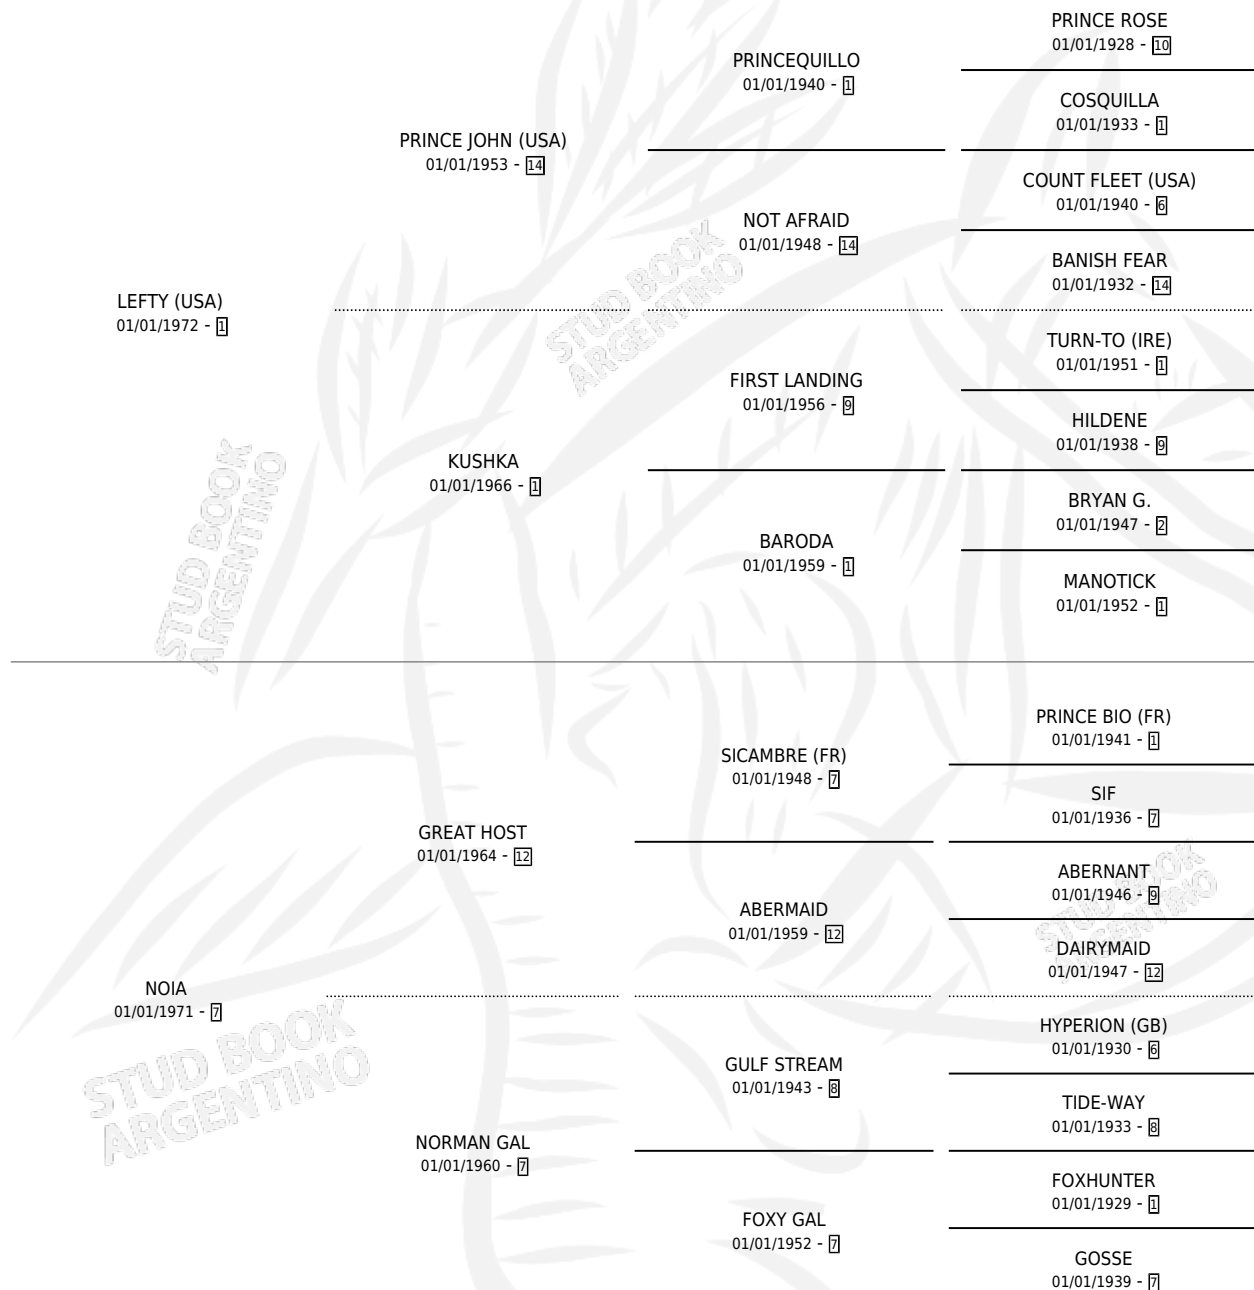 PRINCE ROSE
01/01/1928 - 10
PRINCEQUILLO
01/01/1940 - 1
COSQUILLA
01/01/1933 - 1
PRINCE JOHN (USA)
01/01/1953 - 14
COUNT FLEET (USA)
01/01/1940 - 6
NOT AFRAID
01/01/1948 - 14
BANISH FEAR
01/01/1932 - 14
LEFTY (USA)
01/01/1972 - 1
TURN-TO (IRE)
01/01/1951 - 1
FIRST LANDING
01/01/1956 - 9
HILDENE
01/01/1938 - 9
KUSHKA
01/01/1966 - 1
BRYAN G.
01/01/1947 - 2
BARODA
01/01/1959 - 1
MANOTICK
01/01/1952 - 1
PRINCE BIO (FR)
01/01/1941 - 1
SICAMBRE (FR)
01/01/1948 - 7
SIF
01/01/1936 - 7
GREAT HOST
01/01/1964 - 12
ABERNANT
01/01/1946 - 9
ABERMAID
01/01/1959 - 12
DAIRYMAID
01/01/1947 - 12
NOIA
01/01/1971 - 7
HYPERION (GB)
01/01/1930 - 6
GULF STREAM
01/01/1943 - 8
TIDE-WAY
01/01/1933 - 8
NORMAN GAL
01/01/1960 - 7
FOXHUNTER
01/01/1929 - 1
FOXY GAL
01/01/1952 - 7
GOSSE
01/01/1939 - 7
STUD BOOK
ARGENTINO
STUD BOOK
ARGENTINO
STUD BOOK
ARGENTINO
STUD BOOK
ARGENTINO